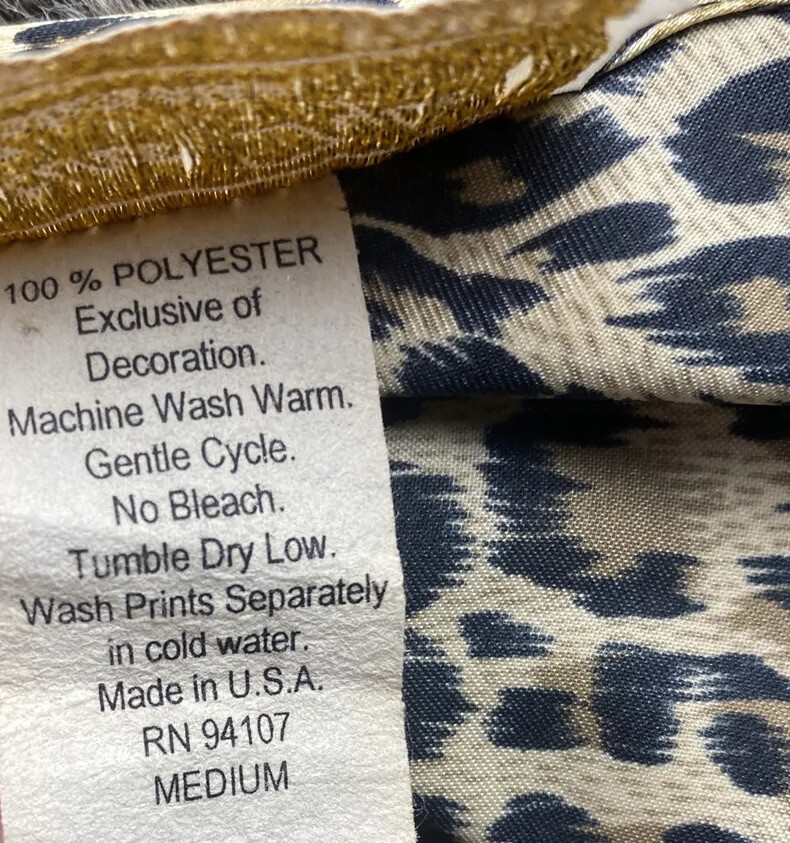 100 % POLYESTER
Exclusive of
Decoration.
Machine Wash Warm.
Gentle Cycle.
No Bleach.
Tumble Dry Low.
Wash Prints Separately
in cold water.
Made in U.S.A.
RN 94107
MEDIUM